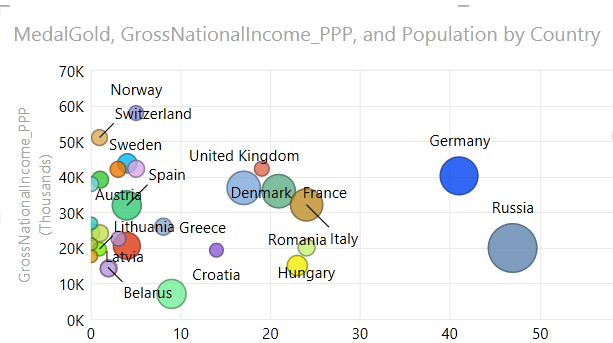 MedalGold, GrossNationalIncome_PPP, and Population by Country
GrossNationalIncome_PPP
(Thousands)
70K
60K
50K
40K
30K
20K
10K
0K
Norway
Switzerland
Sweden
Spain
Austria
United Kingdom
Denmark
France
Germany
Russia
Lithuania
Greece
Latvia
Romania
Italy
Croatia
Hungary
Belarus
0
10
20
30
40
50